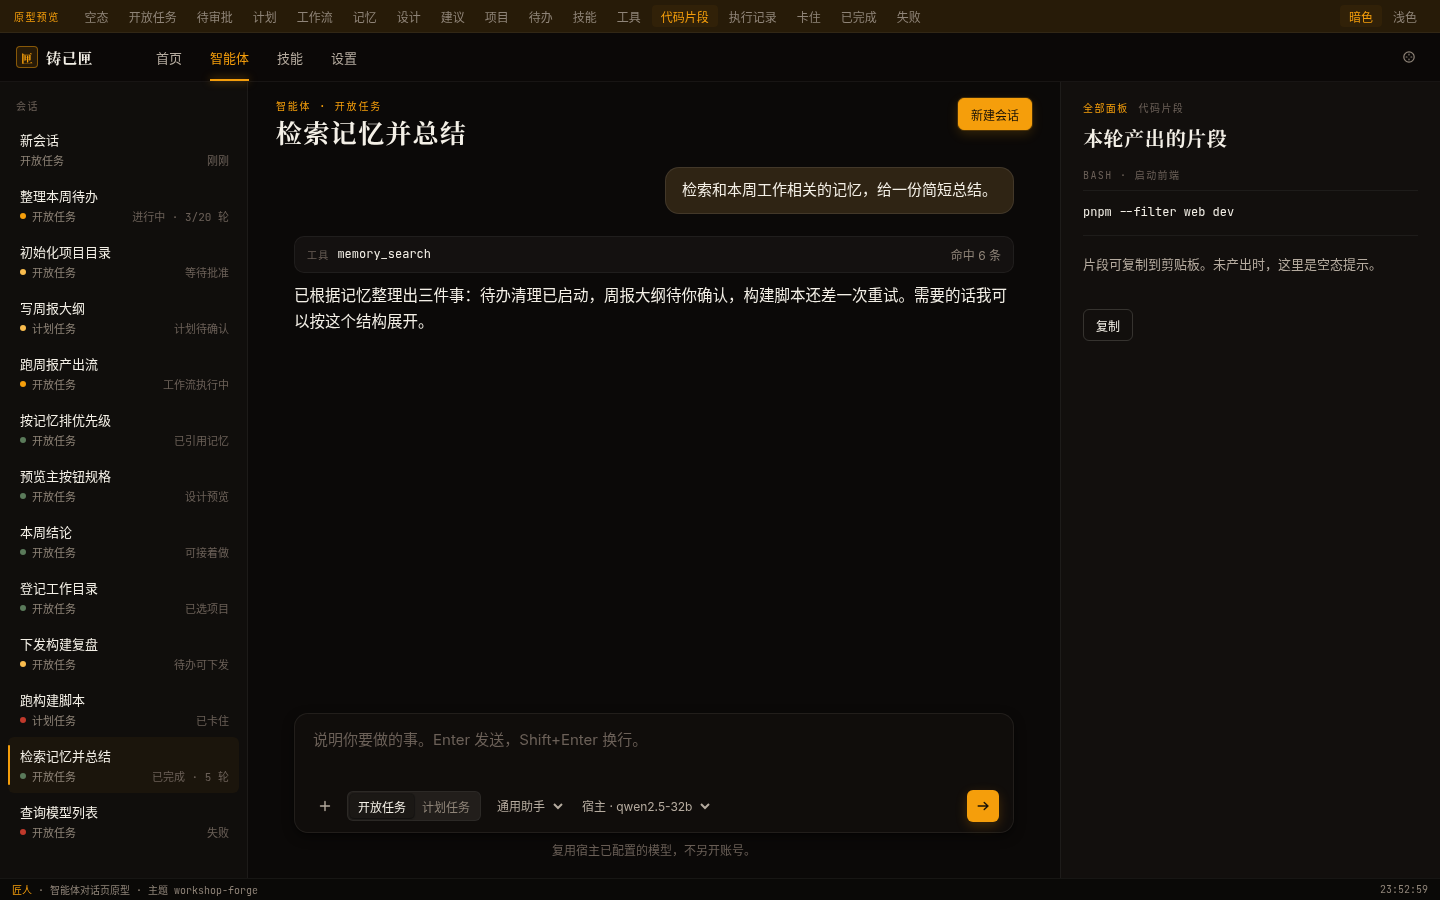 原型预览 空态 开放任务 待审批 计划 工作流 记忆 设计 建议 项目 待办 技能 工具 代码片段 执行记录 卡住 已完成 失败 暗色 浅色
匠 铸己匣 首页 智能体 技能 设置
会话
新会话
开放任务 刚刚
整理本周待办
开放任务 进行中 · 3/20 轮
初始化项目目录
开放任务 等待批准
写周报大纲
计划任务 计划待确认
跑周报产出流
开放任务 工作流执行中
按记忆排优先级
开放任务 已引用记忆
预览主按钮规格
开放任务 设计预览
本周结论
开放任务 可接着做
登记工作目录
开放任务 已选项目
下发构建复盘
开放任务 待办可下发
跑构建脚本
计划任务 已卡住
检索记忆并总结
开放任务 已完成 · 5 轮
查询模型列表
开放任务 失败
智能体 · 开放任务
检索记忆并总结
新建会话
检索和本周工作相关的记忆，给一份简短总结。
工具 memory_search 命中 6 条
已根据记忆整理出三件事：待办清理已启动，周报大纲待你确认，构建脚本还差一次重试。需要的话我可
以按这个结构展开。
说明你要做的事。Enter 发送，Shift+Enter 换行。
+ 开放任务 计划任务 通用助手 宿主 · qwen2.5-32b →
复用宿主已配置的模型，不另开账号。
全部面板 代码片段
本轮产出的片段
BASH · 启动前端
pnpm --filter web dev
片段可复制到剪贴板。未产出时，这里是空态提示。
复制
匠人 · 智能体对话页原型 · 主题 workshop-forge 23:52:59